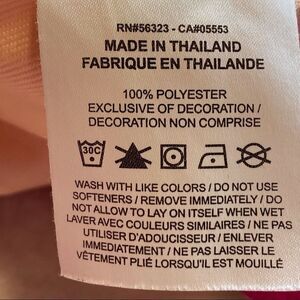 RN#56323 - CA#05553
MADE IN THAILAND
FABRIQUE EN THAILANDE
100% POLYESTER
EXCLUSIVE OF DECORATION /
DECORATION NON COMPRISE
30C
WASH WITH LIKE COLORS / DO NOT USE
SOFTENERS / REMOVE IMMEDIATELY / DO
NOT ALLOW TO LAY ON ITSELF WHEN WET
LAVER AVEC COULEURS SIMILAIRES / NE PAS
UTILISER D'ADOUCISSEUR / ENLEVER
IMMEDIATEMENT / NE PAS LAISSER LE
VÊTEMENT PLIÉ LORSQU'IL EST MOUILLÉ